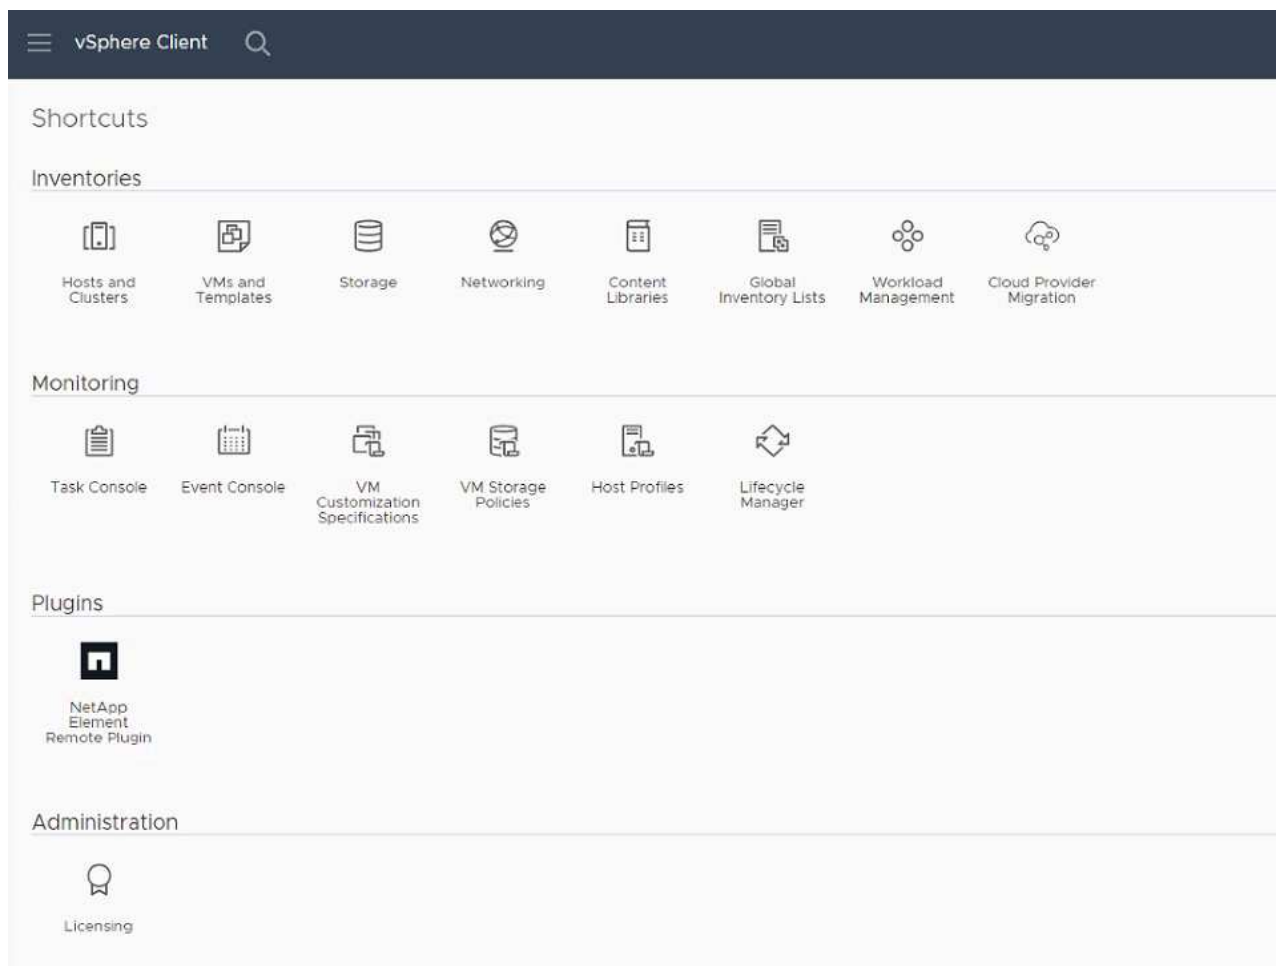 vSphere Client
Shortcuts
Inventories
Hosts and
Clusters
VMs and
Templates
Storage
Networking
Content
Libraries
Global
Inventory Lists
Workload
Management
Cloud Provider
Migration
Monitoring
Task Console
Event Console
VM
Customization
Specifications
VM Storage
Policies
Host Profiles
Lifecycle
Manager
Plugins
NetApp
Element
Remote Plugin
Administration
Licensing